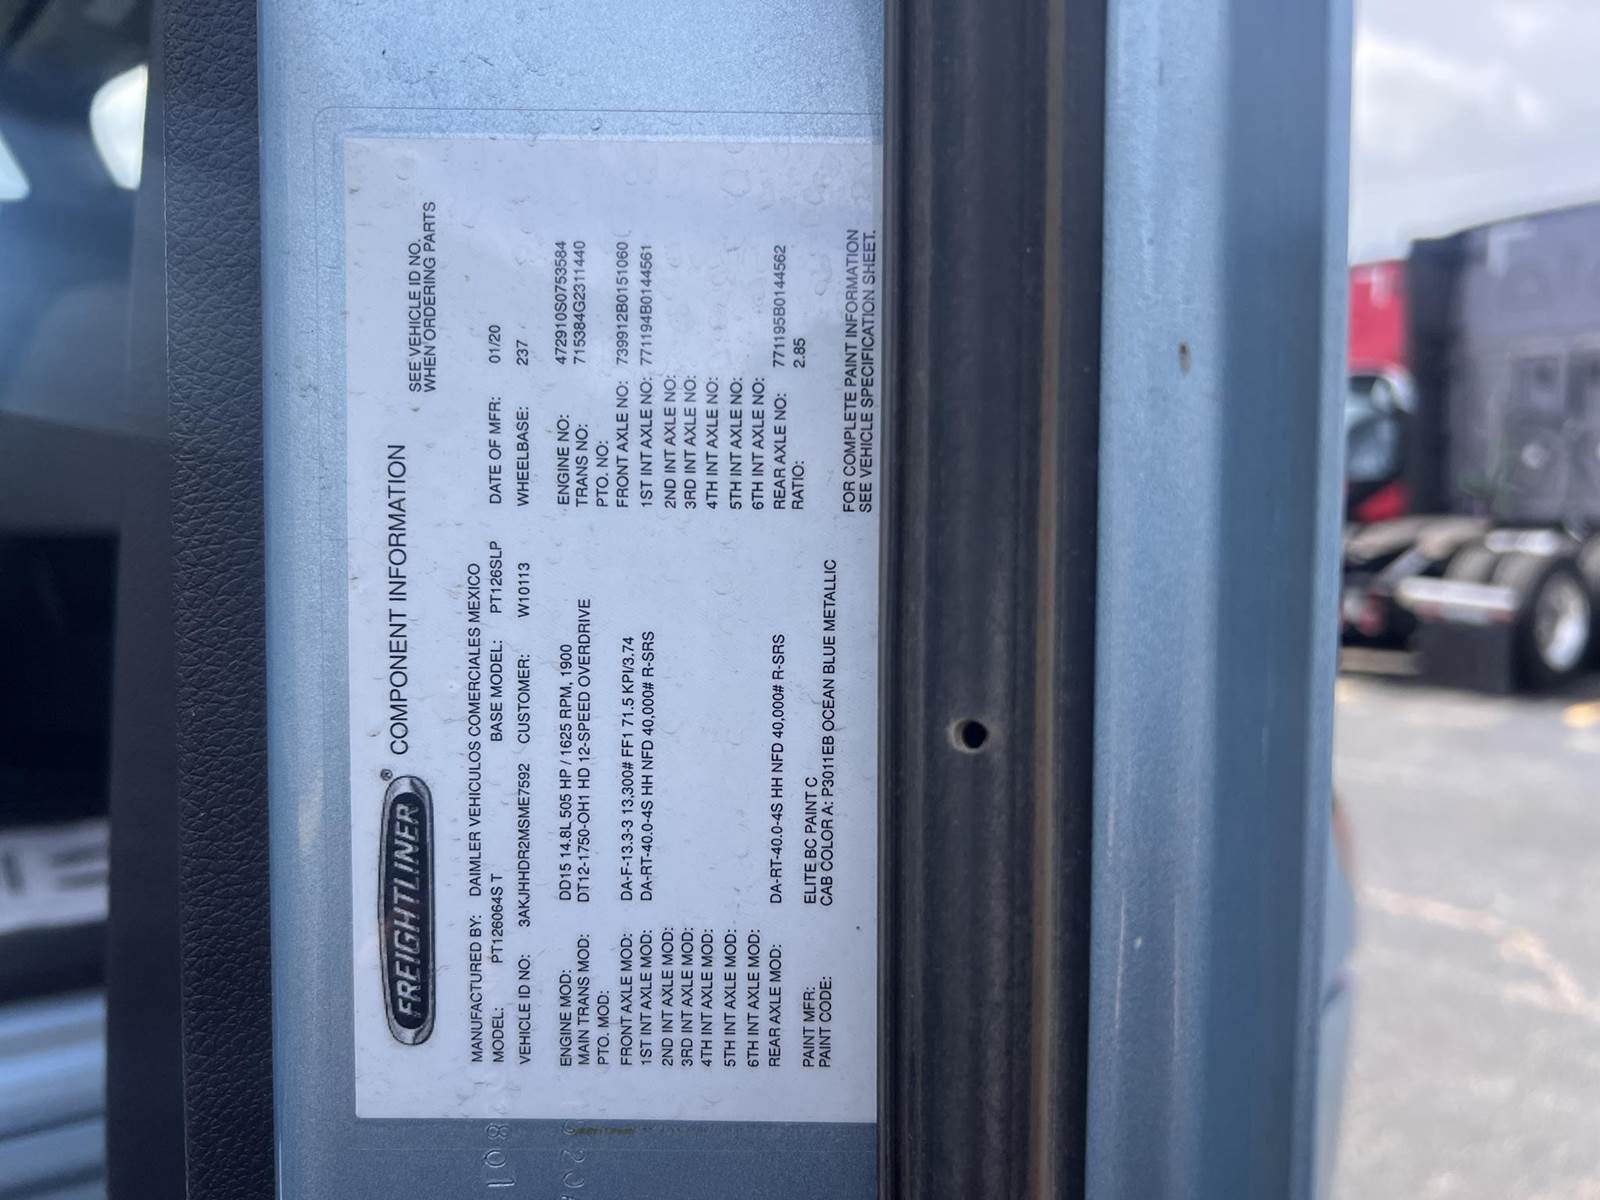 FREIGHTLINER® COMPONENT INFORMATION
SEE VEHICLE ID NO.
WHEN ORDERING PARTS
MANUFACTURED BY: DAIMLER VEHICULOS COMERCIALES MEXICO
MODEL: PT126064S T BASE MODEL: PT126SLP DATE OF MFR: 01/20
VEHICLE ID NO: 3AKJHHDR2MSME7592 CUSTOMER: W10113 WHEELBASE: 237
ENGINE MOD: DD15 14.8L 505 HP / 1625 RPM, 1900 ENGINE NO: 472910S0753584
MAIN TRANS MOD: DT12-1750-OH1 HD 12-SPEED OVERDRIVE TRANS NO: 715384G2311440
PTO. MOD: PTO. NO:
FRONT AXLE MOD: DA-F-13.3-3 13,300# FF1 71.5 KPI/3.74 FRONT AXLE NO: 739912B0151060
1ST INT AXLE MOD: DA-RT-40.0-4S HH NFD 40,000# R-SRS 1ST INT AXLE NO: 771194B0144561
2ND INT AXLE MOD: 2ND INT AXLE NO:
3RD INT AXLE MOD: 3RD INT AXLE NO:
4TH INT AXLE MOD: 4TH INT AXLE NO:
5TH INT AXLE MOD: 5TH INT AXLE NO:
6TH INT AXLE MOD: 6TH INT AXLE NO:
REAR AXLE MOD: DA-RT-40.0-4S HH NFD 40,000# R-SRS REAR AXLE NO: 771195B0144562
RATIO: 2.85
PAINT MFR: ELITE BC PAINT C
PAINT CODE: CAB COLOR A: P3011EB OCEAN BLUE METALLIC
FOR COMPLETE PAINT INFORMATION
SEE VEHICLE SPECIFICATION SHEET.